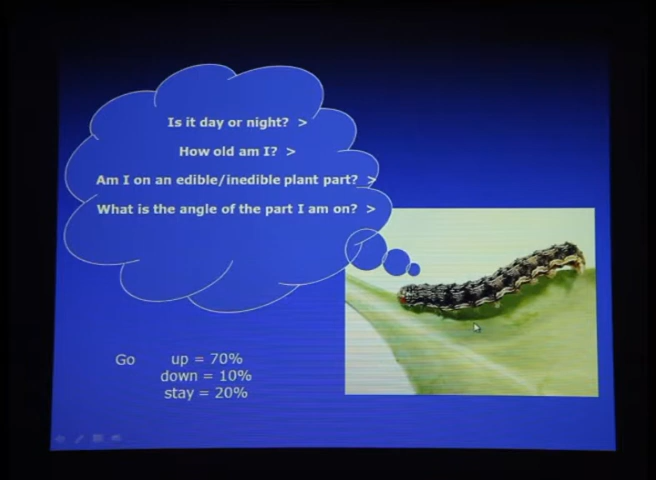 Is it day or night? >
How old am I? >
Am I on an edible/inedible plant part? >
What is the angle of the part I am on? >
Go up = 70%
down = 10%
stay = 20%